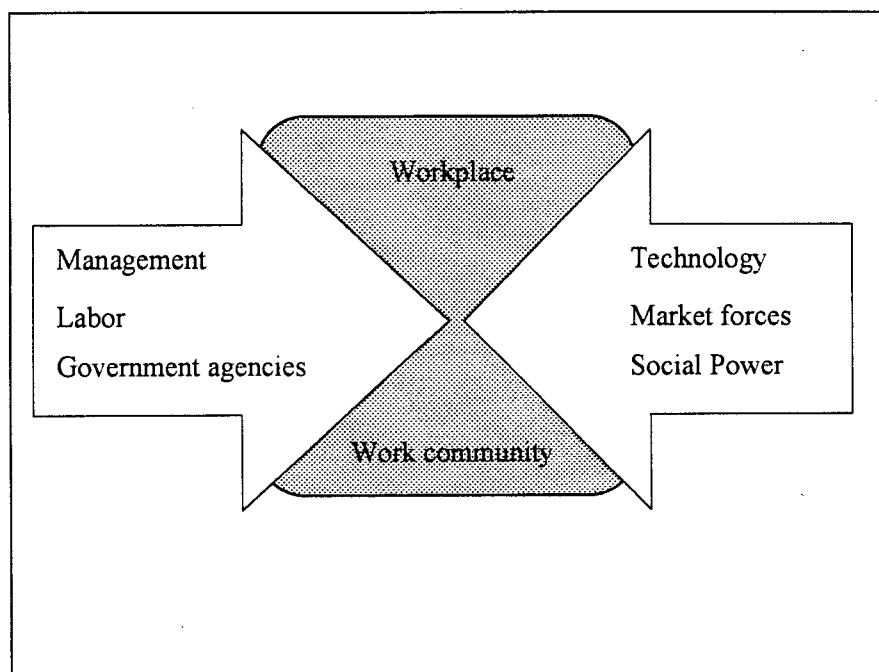 Workplace
Management
Labor
Government agencies
Technology
Market forces
Social Power
Work community